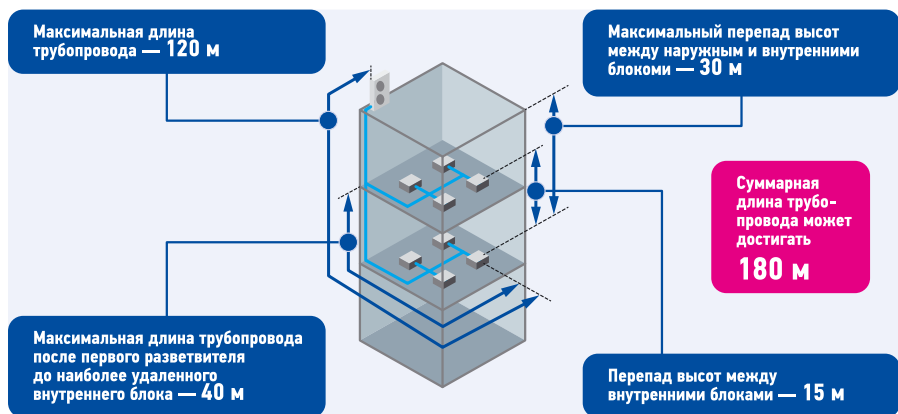 Максимальная длина
трубопровода — 120 м
Максимальный перепад высот
между наружным и внутренними
блокоми — 30 м
Суммарная
длина трубо-
провода может
достигать
180 м
Максимальная длина трубопровода
после первого разветвителя
до наиболее удаленного
внутреннего блока — 40 м
Перепад высот между
внутренними блоками — 15 м